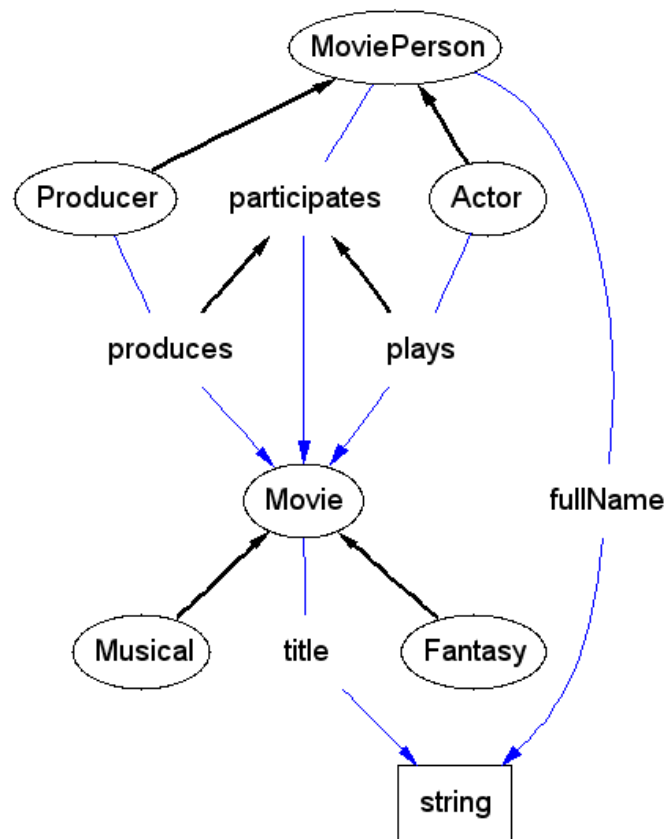 MoviePerson
Producer
participates
Actor
produces
plays
Movie
fullName
Musical
title
Fantasy
string